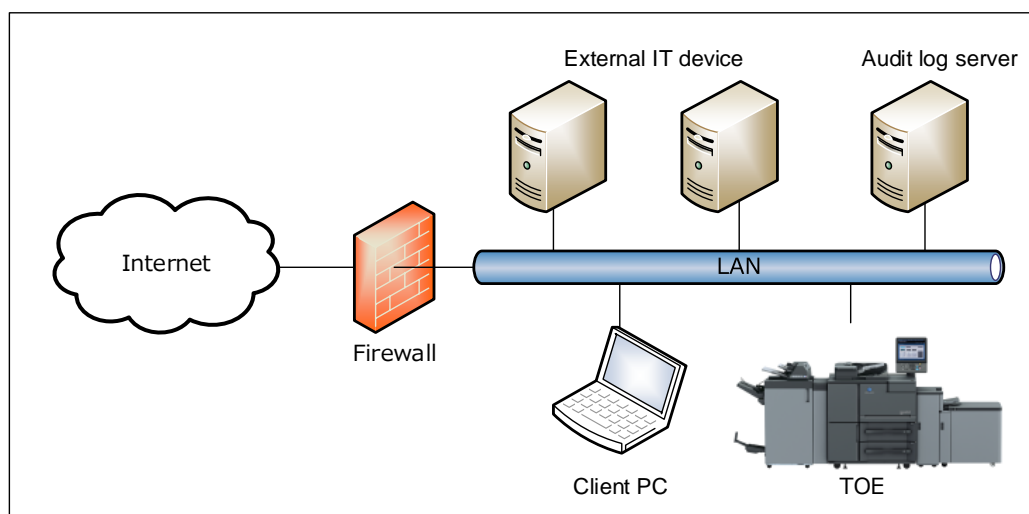 External IT device
Audit log server
Internet
LAN
Firewall
Client PC
TOE